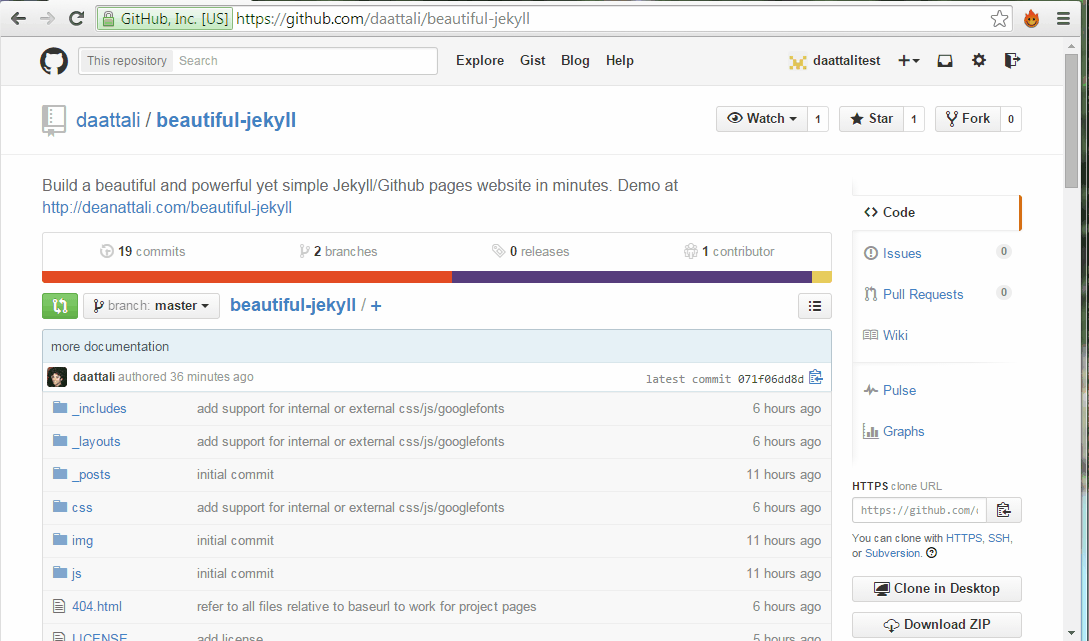 GitHub, Inc. [US] https://github.com/daattali/beautiful-jekyll
This repository Search Explore Gist Blog Help daattalitest
daattali / beautiful-jekyll Watch 1 Star 1 Fork 0
Build a beautiful and powerful yet simple Jekyll/Github pages website in minutes. Demo at
http://deanattali.com/beautiful-jekyll
19 commits 2 branches 0 releases 1 contributor
branch: master beautiful-jekyll / +
more documentation
daattali authored 36 minutes ago latest commit 071f06dd8d
_includes add support for internal or external css/js/googlefonts 6 hours ago
_layouts add support for internal or external css/js/googlefonts 6 hours ago
_posts initial commit 11 hours ago
css add support for internal or external css/js/googlefonts 6 hours ago
img initial commit 11 hours ago
js initial commit 11 hours ago
404.html refer to all files relative to baseurl to work for project pages 6 hours ago
LICENSE add license 5 hours ago
Code
Issues 0
Pull Requests 0
Wiki
Pulse
Graphs
HTTPS clone URL
https://github.com/
You can clone with HTTPS, SSH,
or Subversion.
Clone in Desktop
Download ZIP